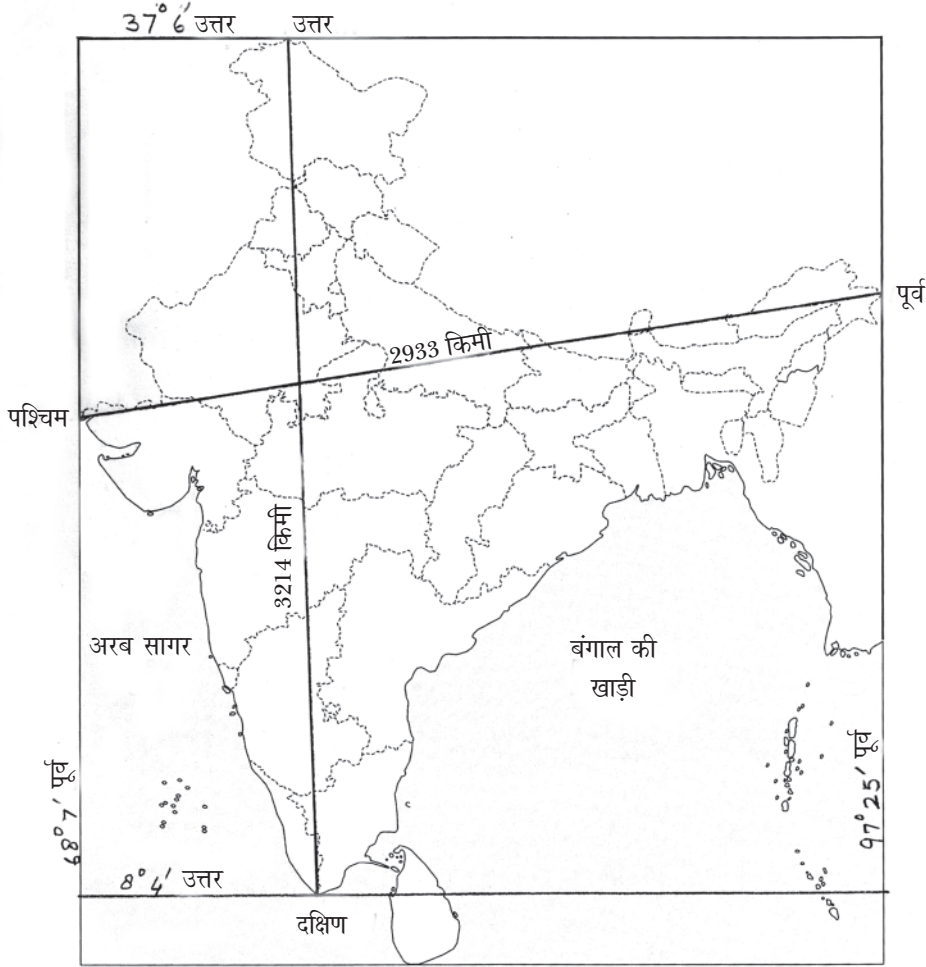 37°6' उत्तर उत्तर
पूर्व
2933 किमी
पश्चिम
3214 किमी
अरब सागर
बंगाल की
खाड़ी
68°7' पूर्व
97°25' पूर्व
8°4' उत्तर
दक्षिण